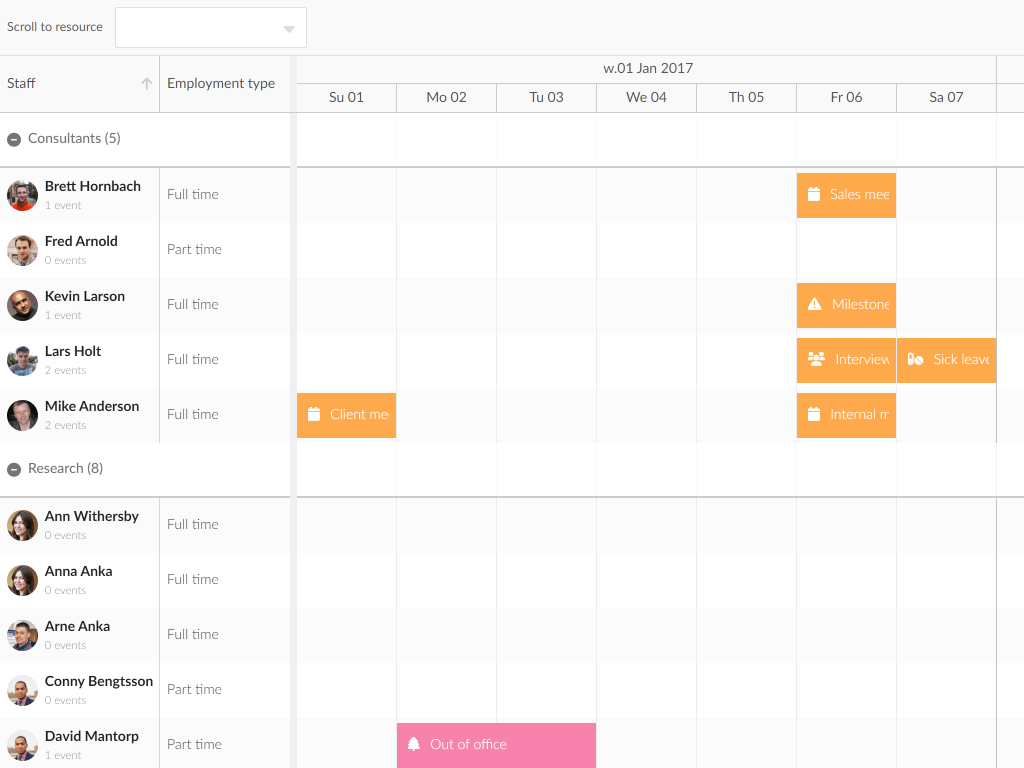 Scroll to resource
Staff
Employment type
w.01 Jan 2017
Su 01
Mo 02
Tu 03
We 04
Th 05
Fr 06
Sa 07
Consultants (5)
Brett Hornbach
1 event
Full time
Sales mee
Fred Arnold
0 events
Part time
Kevin Larson
1 event
Full time
Milestone
Lars Holt
2 events
Full time
Interview
Sick leave
Mike Anderson
2 events
Full time
Client me
Internal m
Research (8)
Ann Withersby
0 events
Full time
Anna Anka
0 events
Full time
Arne Anka
0 events
Full time
Conny Bengtsson
0 events
Part time
David Mantorp
1 event
Part time
Out of office